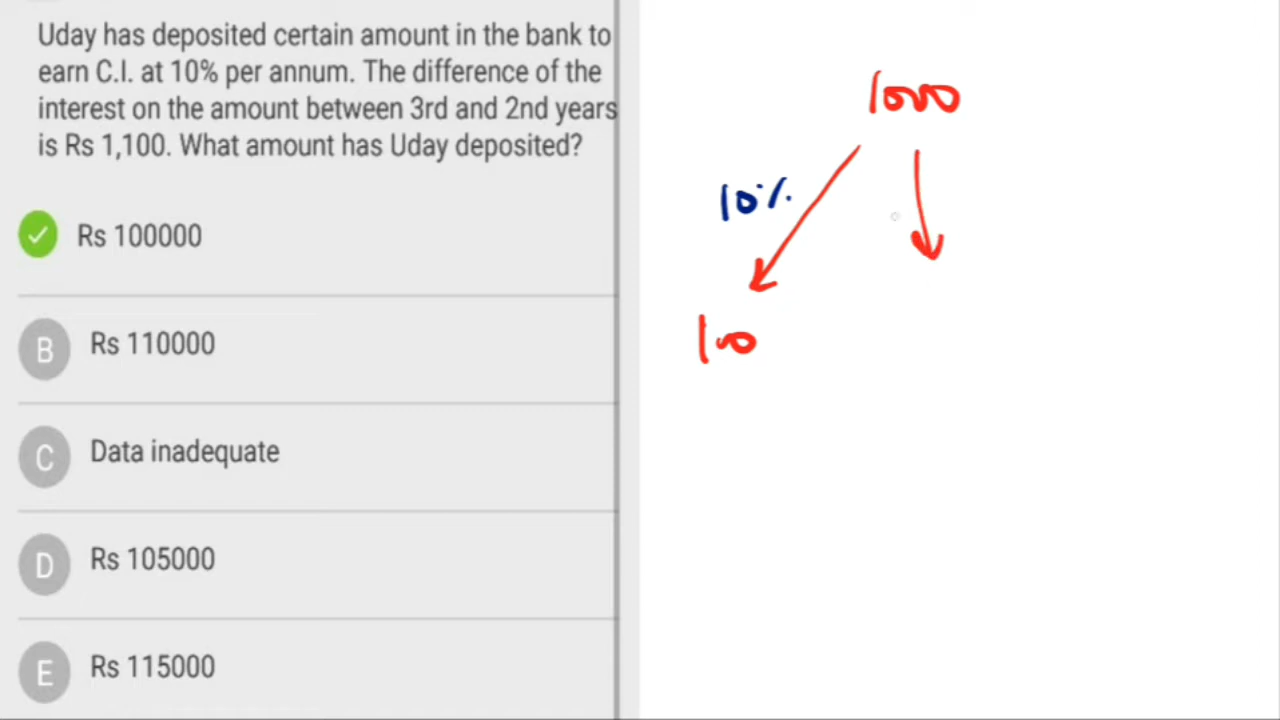 Uday has deposited certain amount in the bank to
earn C.I. at 10% per annum. The difference of the
interest on the amount between 3rd and 2nd years
is Rs 1,100. What amount has Uday deposited?
Rs 100000
B Rs 110000
C Data inadequate
D Rs 105000
E Rs 115000
1000
10%
100